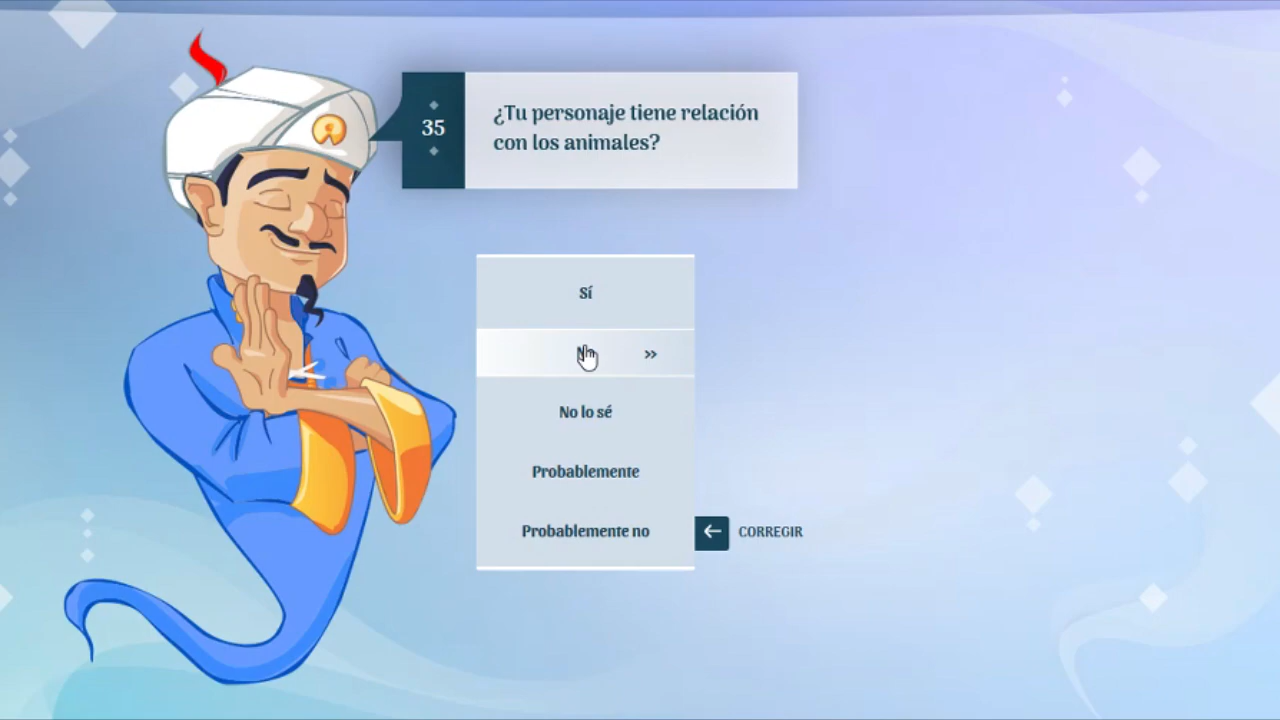 35
¿Tu personaje tiene relación
con los animales?
Sí
»
No lo sé
Probablemente
Probablemente no
CORREGIR